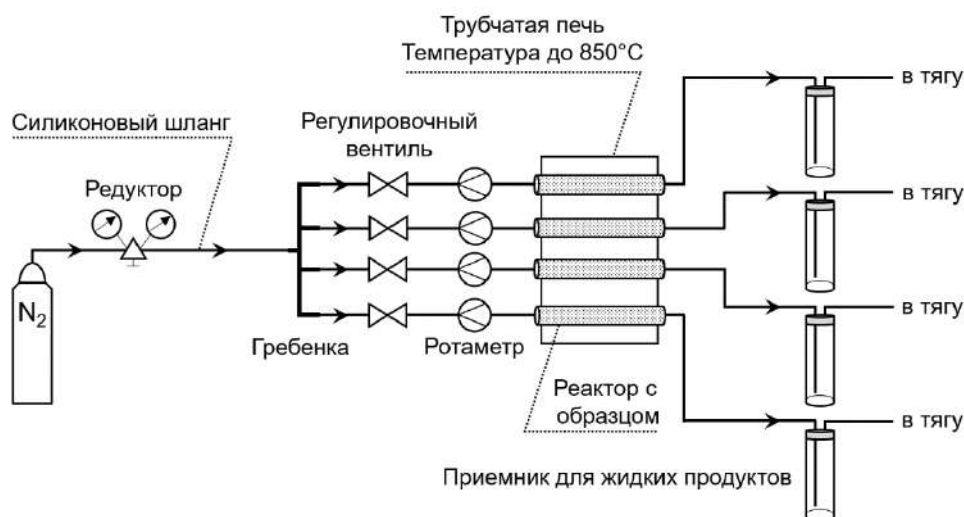 Трубчатая печь
Температура до 850°C
в тягу
Силиконовый шланг
Регулировочный
вентиль
Редуктор
в тягу
N2
Гребенка
Ротаметр
в тягу
Реактор с
образцом
в тягу
Приемник для жидких продуктов